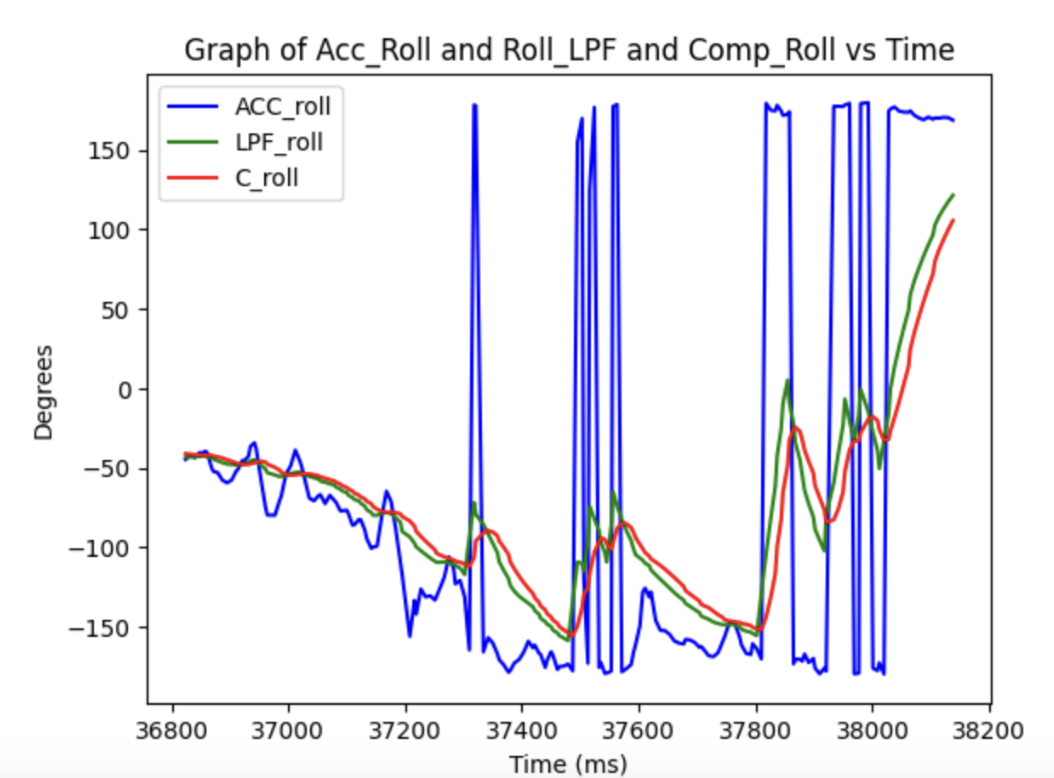 Graph of Acc_Roll and Roll_LPF and Comp_Roll vs Time
ACC_roll
LPF_roll
C_roll
150
100
50
0
−50
−100
−150
Degrees
36800 37000 37200 37400 37600 37800 38000 38200
Time (ms)